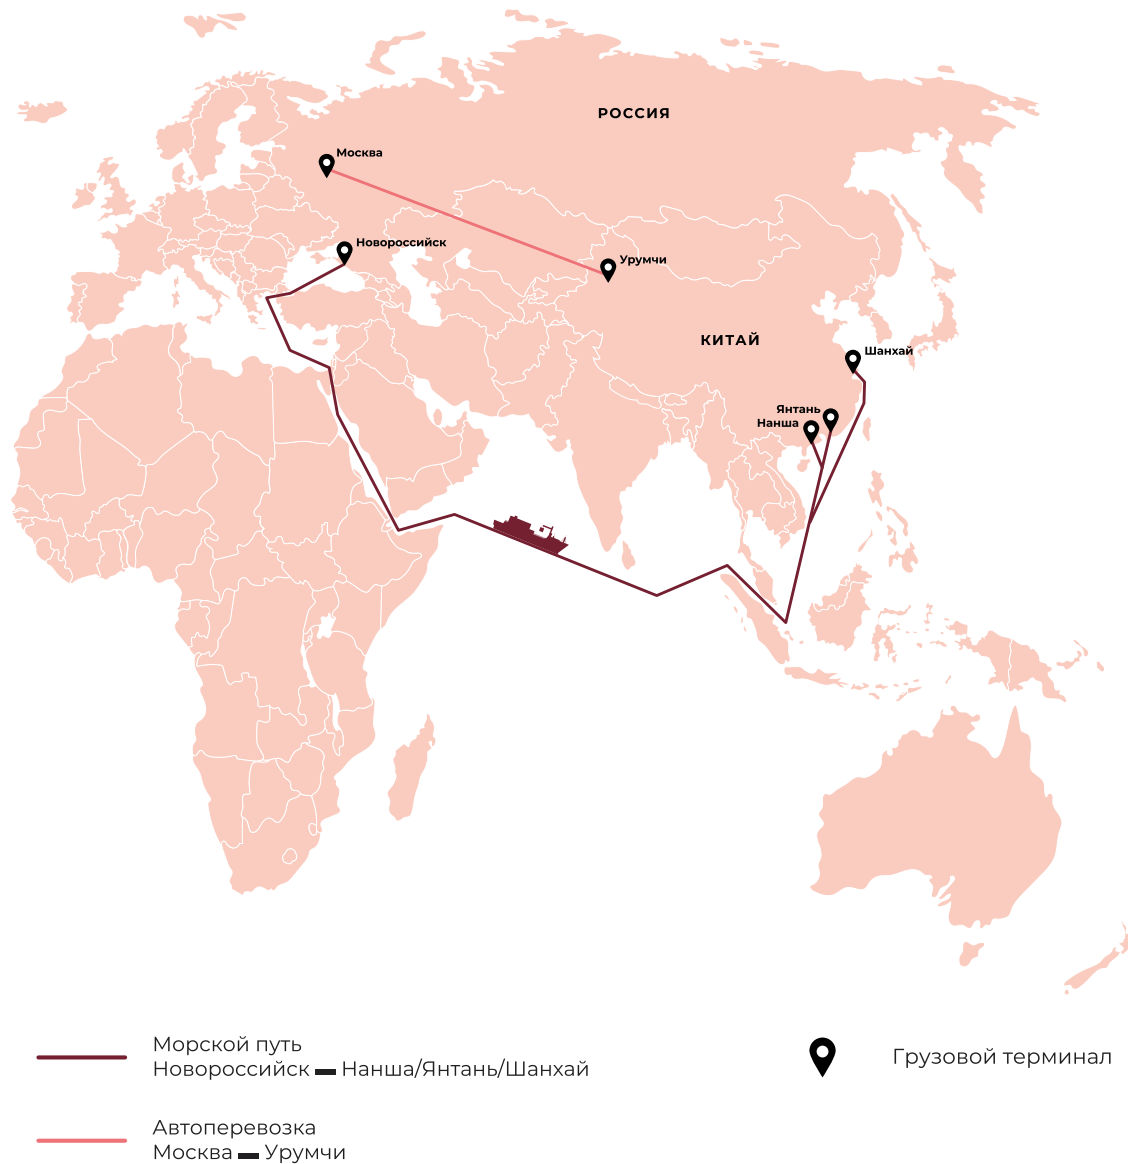 РОССИЯ
Москва
Новороссийск
Урумчи
КИТАЙ
Шанхай
Янтань
Нанша
Морской путь
Новороссийск — Нанша/Янтань/Шанхай
Грузовой терминал
Автоперевозка
Москва — Урумчи